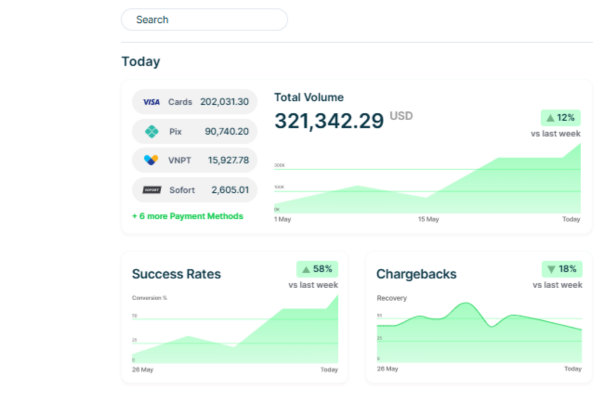 Search
Today
VISA Cards 202,031.30
Pix 90,740.20
VNPT 15,927.78
SOFORT Sofort 2,605.01
+ 6 more Payment Methods
Total Volume
321,342.29 USD
▲ 12%
vs last week
300K
100K
0K
1 May 15 May Today
Success Rates
▲ 58%
vs last week
Conversion %
50
25
0
26 May Today
Chargebacks
▼ 18%
vs last week
Recovery
50
25
0
26 May Today